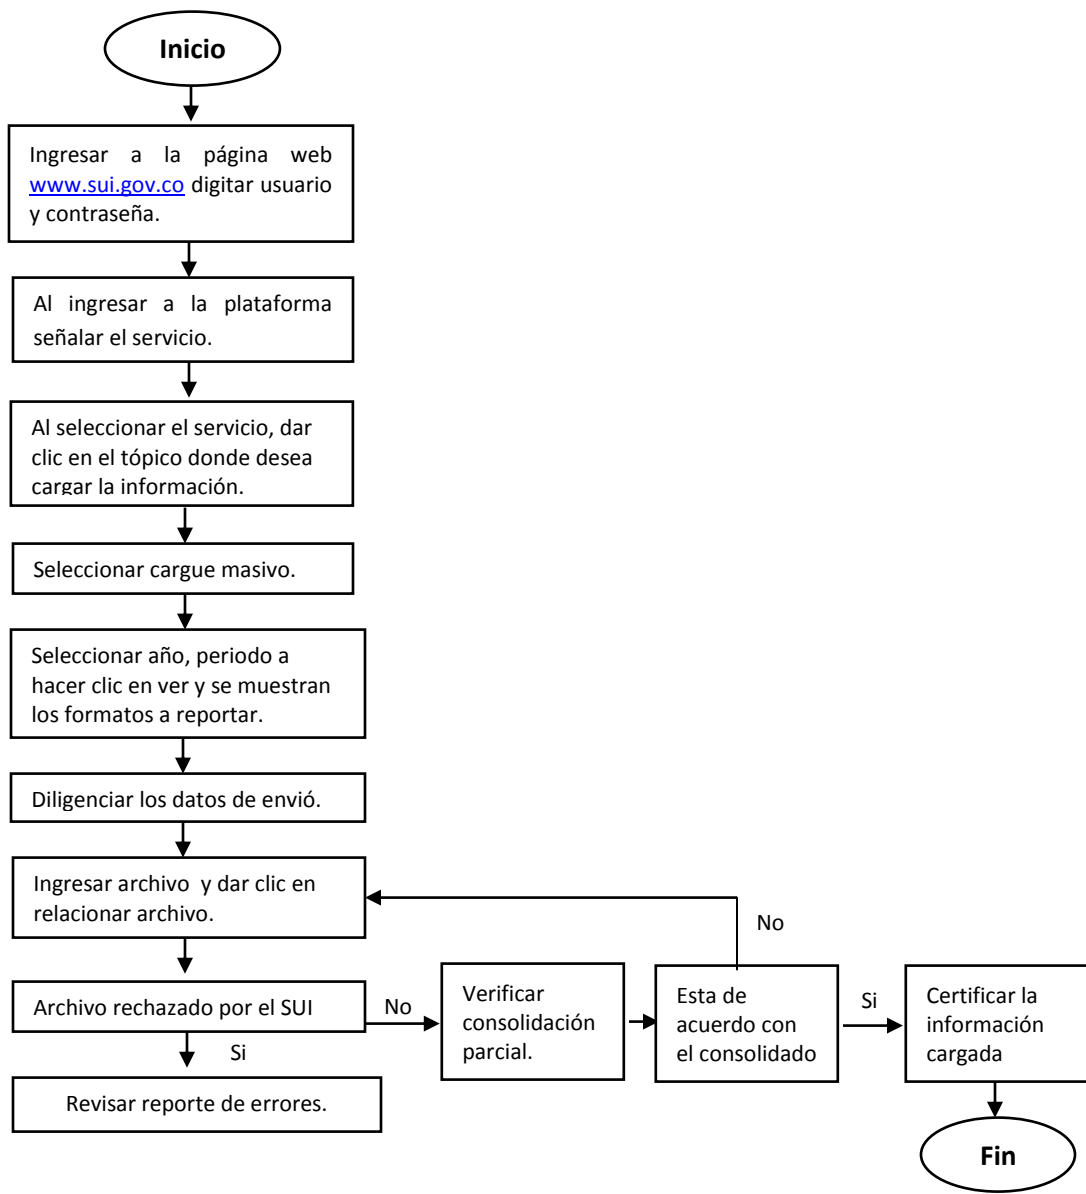 Inicio
Ingresar a la página web
www.sui.gov.co digitar usuario
y contraseña.
Al ingresar a la plataforma
señalar el servicio.
Al seleccionar el servicio, dar
clic en el tópico donde desea
cargar la información.
Seleccionar cargue masivo.
Seleccionar año, periodo a
hacer clic en ver y se muestran
los formatos a reportar.
Diligenciar los datos de envió.
Ingresar archivo y dar clic en
relacionar archivo.
No
Archivo rechazado por el SUI
No
Verificar
consolidación
parcial.
Esta de
acuerdo con
el consolidado
Si
Certificar la
información
cargada
Si
Revisar reporte de errores.
Fin